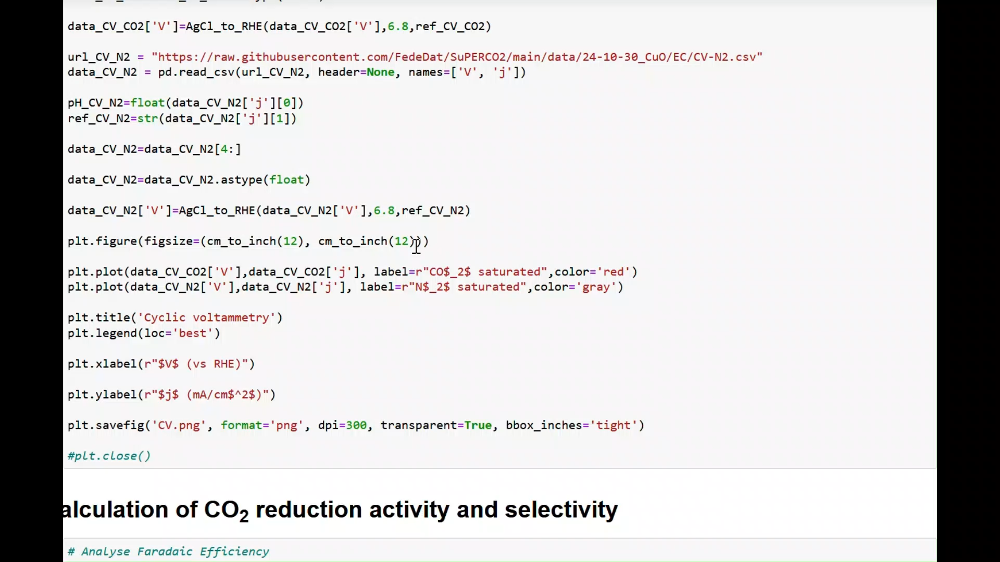 data_CV_CO2['V']=AgCl_to_RHE(data_CV_CO2['V'],6.8,ref_CV_CO2)
url_CV_N2 = "https://raw.githubusercontent.com/FedeDat/SuPERCO2/main/data/24-10-30_CuO/EC/CV-N2.csv"
data_CV_N2 = pd.read_csv(url_CV_N2, header=None, names=['V', 'j'])
pH_CV_N2=float(data_CV_N2['j'][0])
ref_CV_N2=str(data_CV_N2['j'][1])
data_CV_N2=data_CV_N2[4:]
data_CV_N2=data_CV_N2.astype(float)
data_CV_N2['V']=AgCl_to_RHE(data_CV_N2['V'],6.8,ref_CV_N2)
plt.figure(figsize=(cm_to_inch(12), cm_to_inch(12)))
plt.plot(data_CV_CO2['V'],data_CV_CO2['j'], label=r"CO$_2$ saturated",color='red')
plt.plot(data_CV_N2['V'],data_CV_N2['j'], label=r"N$_2$ saturated",color='gray')
plt.title('Cyclic voltammetry')
plt.legend(loc='best')
plt.xlabel(r"$V$ (vs RHE)")
plt.ylabel(r"$j$ (mA/cm$^2$)")
plt.savefig('CV.png', format='png', dpi=300, transparent=True, bbox_inches='tight')
#plt.close()
alculation of CO2 reduction activity and selectivity
# Analyse Faradaic Efficiency